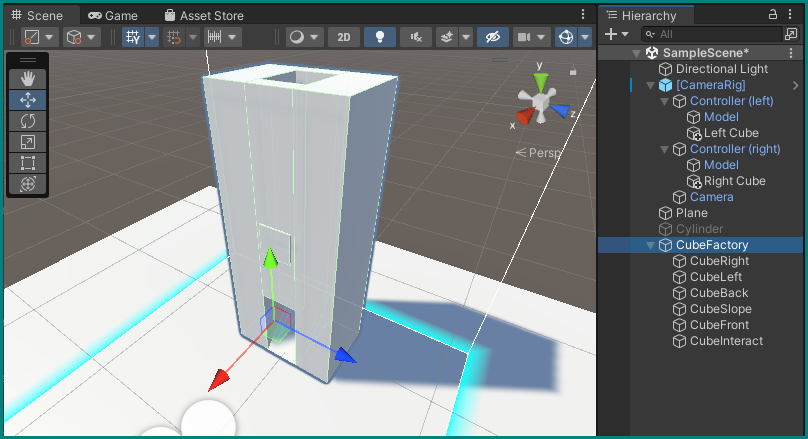 Scene Game Asset Store
2D
y
x
z
Persp
Hierarchy
All
SampleScene*
Directional Light
[CameraRig]
Controller (left)
Model
Left Cube
Controller (right)
Model
Right Cube
Camera
Plane
Cylinder
CubeFactory
CubeRight
CubeLeft
CubeBack
CubeSlope
CubeFront
CubeInteract